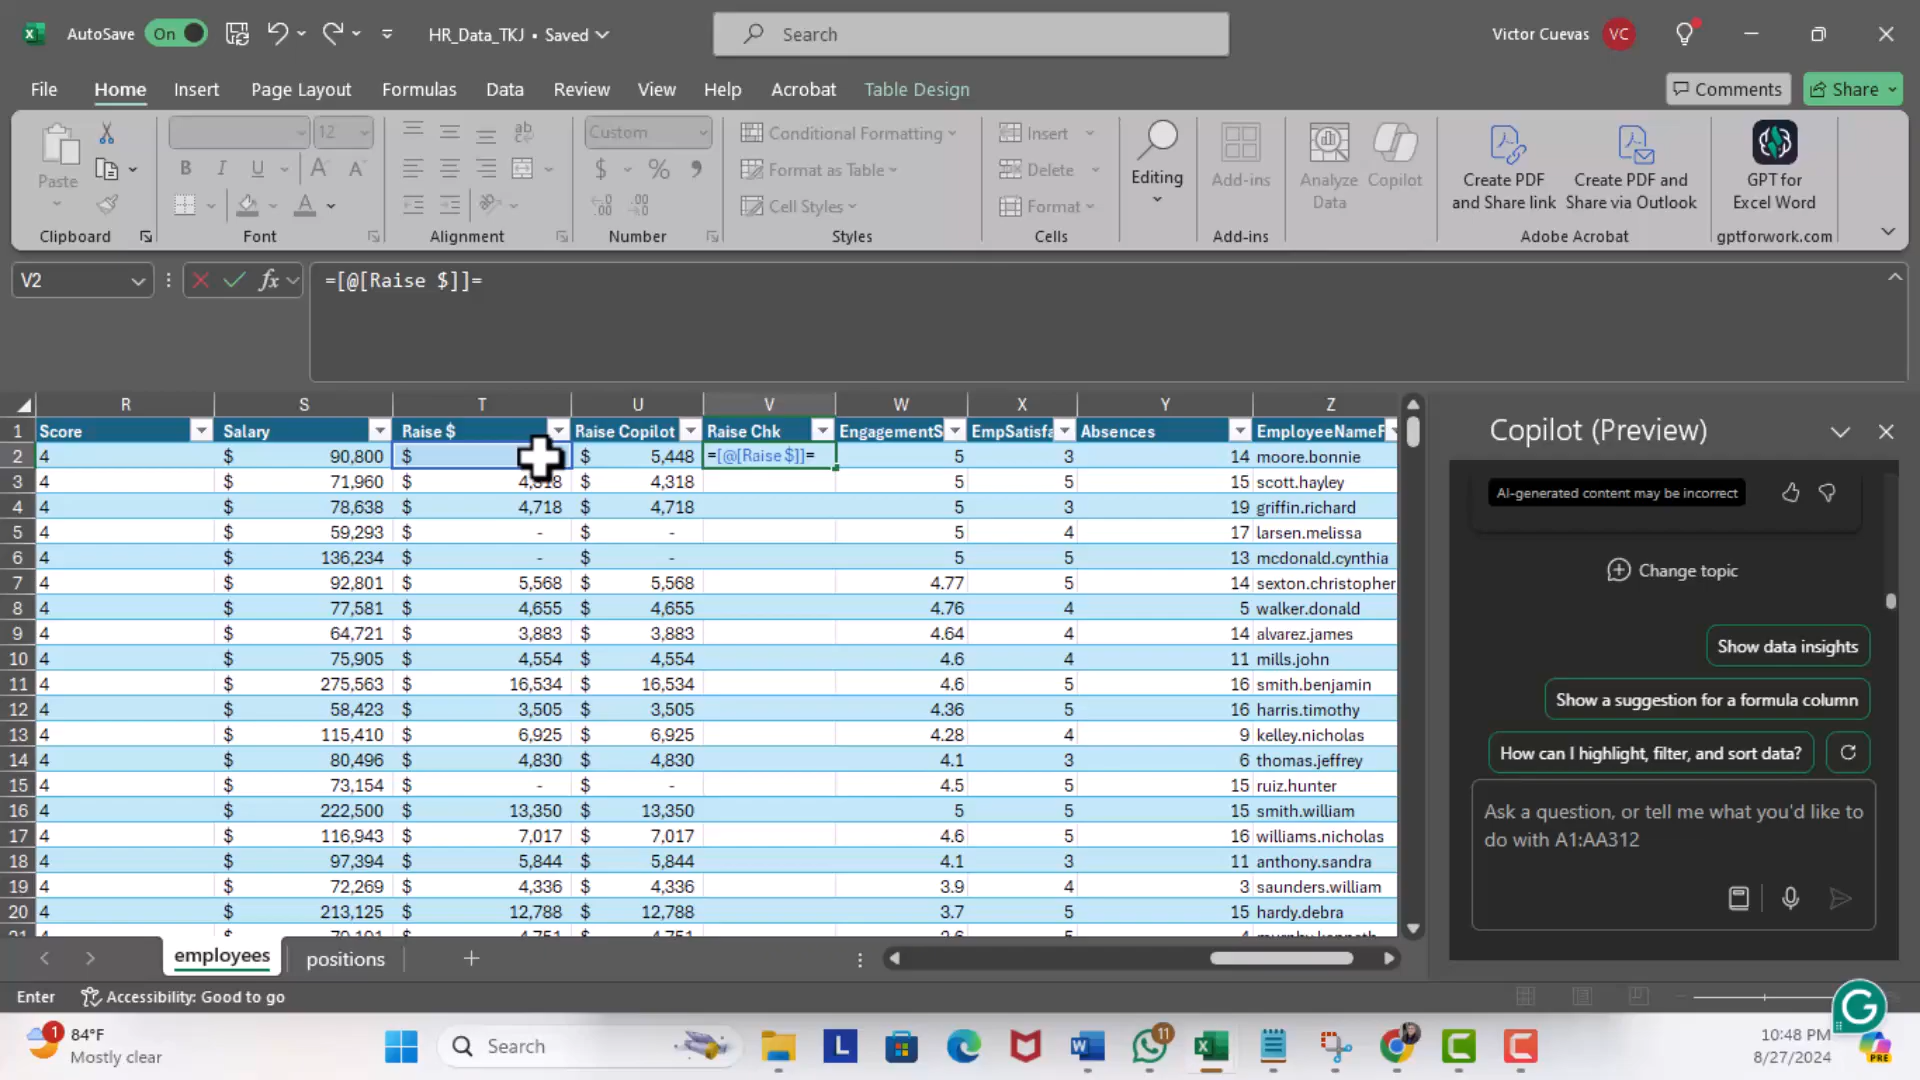 AutoSave On HR_Data_TKJ • Saved Search Victor Cuevas VC
File Home Insert Page Layout Formulas Data Review View Help Acrobat Table Design Comments Share
Paste 12 Custom Conditional Formatting Insert Editing Add-ins Analyze Data Copilot Create PDF and Share link Create PDF and Share via Outlook GPT for Excel Word
Format as Table Delete
Cell Styles Format
Clipboard Font Alignment Number Styles Cells Add-ins Adobe Acrobat gptforwork.com
V2 fx =[@[Raise $]]=
R S T U V W X Y Z
1 Score Salary Raise $ Raise Copilot Raise Chk EngagementS EmpSatisfa Absences EmployeeNameF
2 4 $ 90,800 $ $ 5,448 =[@[Raise $]]= 5 3 14 moore.bonnie
3 4 $ 71,960 $ 4,318 $ 4,318 5 5 15 scott.hayley
4 4 $ 78,638 $ 4,718 $ 4,718 5 3 19 griffin.richard
5 4 $ 59,293 $ - $ - 5 4 17 larsen.melissa
6 4 $ 136,234 $ - $ - 5 5 13 mcdonald.cynthia
7 4 $ 92,801 $ 5,568 $ 5,568 4.77 5 14 sexton.christopher
8 4 $ 77,581 $ 4,655 $ 4,655 4.76 4 5 walker.donald
9 4 $ 64,721 $ 3,883 $ 3,883 4.64 4 14 alvarez.james
10 4 $ 75,905 $ 4,554 $ 4,554 4.6 4 11 mills.john
11 4 $ 275,563 $ 16,534 $ 16,534 4.6 5 16 smith.benjamin
12 4 $ 58,423 $ 3,505 $ 3,505 4.36 5 16 harris.timothy
13 4 $ 115,410 $ 6,925 $ 6,925 4.28 4 9 kelley.nicholas
14 4 $ 80,496 $ 4,830 $ 4,830 4.1 3 6 thomas.jeffrey
15 4 $ 73,154 $ - $ - 4.5 4 15 ruiz.hunter
16 4 $ 222,500 $ 13,350 $ 13,350 5 5 15 smith.william
17 4 $ 116,943 $ 7,017 $ 7,017 4.6 5 16 williams.nicholas
18 4 $ 97,394 $ 5,844 $ 5,844 4.1 3 11 anthony.sandra
19 4 $ 72,269 $ 4,336 $ 4,336 3.9 4 3 saunders.william
20 4 $ 213,125 $ 12,788 $ 12,788 3.7 5 15 hardy.debra
employees positions
Enter Accessibility: Good to go
Copilot (Preview)
AI-generated content may be incorrect
Change topic
Show data insights
Show a suggestion for a formula column
How can I highlight, filter, and sort data?
Ask a question, or tell me what you'd like to
do with A1:AA312
1 84°F
Mostly clear
Search
11
10:48 PM
8/27/2024
PRE